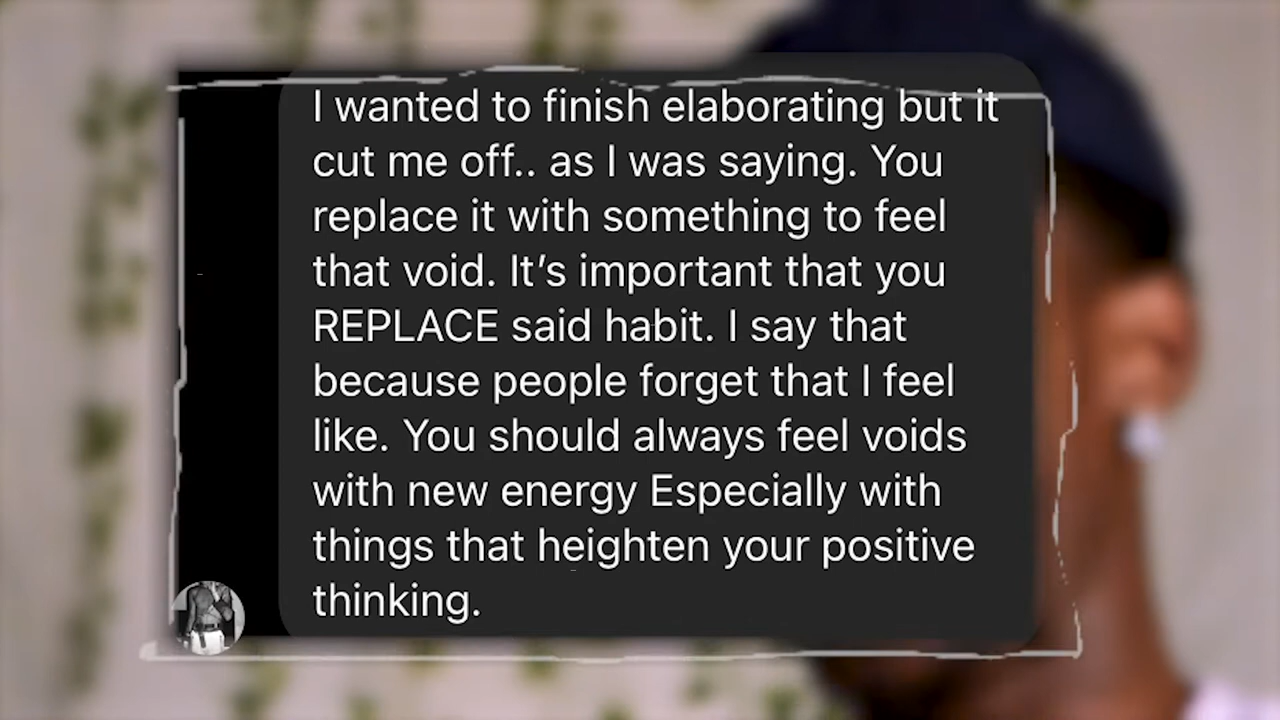 I wanted to finish elaborating but it
cut me off.. as I was saying. You
replace it with something to feel
that void. It’s important that you
REPLACE said habit. I say that
because people forget that I feel
like. You should always feel voids
with new energy Especially with
things that heighten your positive
thinking.